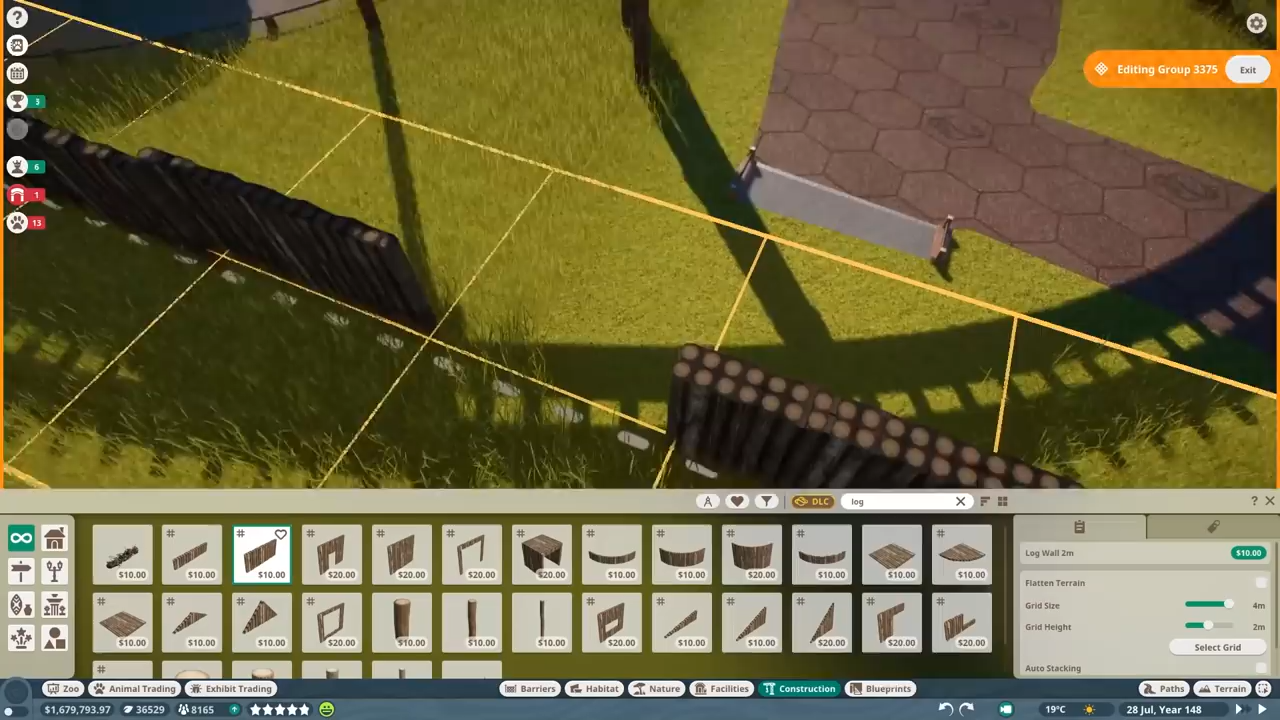 ?
Editing Group 3375 Exit
3
6
1
13
A DLC log
? ×
$10.00 $10.00 $10.00 $20.00 $20.00 $20.00 $20.00 $10.00 $10.00 $20.00 $10.00 $10.00 $10.00
Log Wall 2m $10.00
Flatten Terrain
Grid Size 4m
$10.00 $10.00 $10.00 $20.00 $10.00 $10.00 $10.00 $20.00 $10.00 $10.00 $10.00 $20.00 $20.00
Grid Height 2m
Select Grid
Auto Stacking
Zoo Animal Trading Exhibit Trading Barriers Habitat Nature Facilities Construction Blueprints Paths Terrain
$1,679,793.97 36529 8165 19°C 28 Jul, Year 148